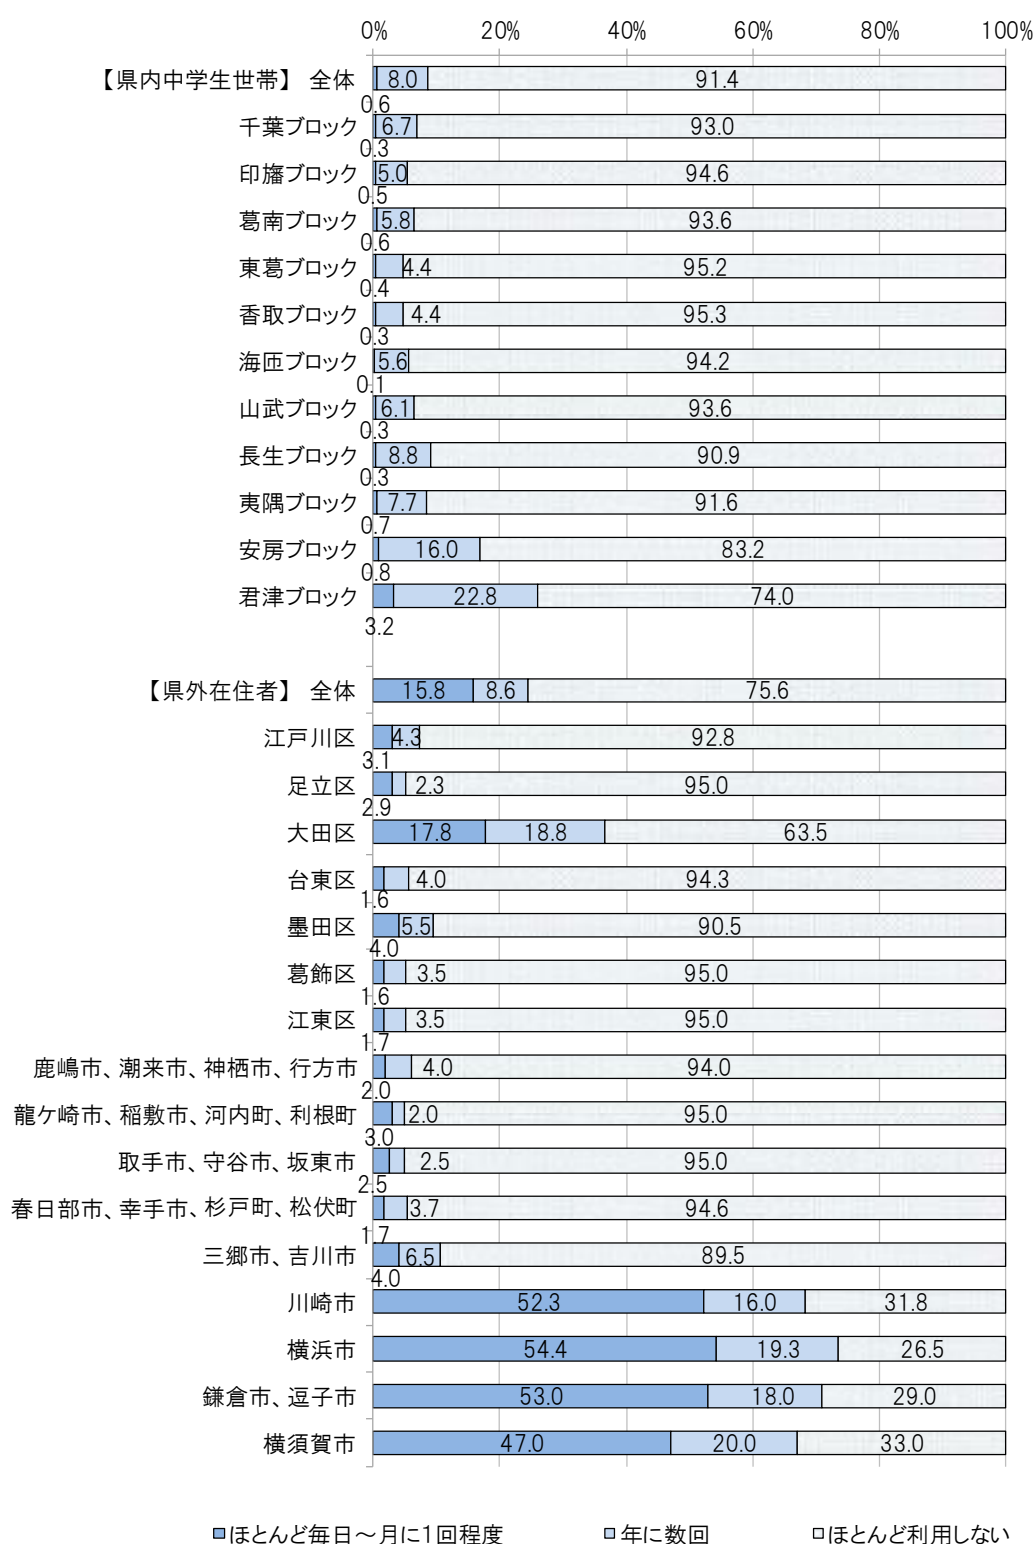 0% 20% 40% 60% 80% 100%
【県内中学生世帯】 全体 8.0 91.4
0.6
千葉ブロック 6.7 93.0
0.3
印旛ブロック 5.0 94.6
0.5
葛南ブロック 5.8 93.6
0.6
東葛ブロック 4.4 95.2
0.4
香取ブロック 4.4 95.3
0.3
海匝ブロック 5.6 94.2
0.1
山武ブロック 6.1 93.6
0.3
長生ブロック 8.8 90.9
0.3
夷隅ブロック 7.7 91.6
0.7
安房ブロック 16.0 83.2
0.8
君津ブロック 22.8 74.0
3.2
【県外在住者】 全体 15.8 8.6 75.6
江戸川区 4.3 92.8
3.1
足立区 2.3 95.0
2.9
大田区 17.8 18.8 63.5
台東区 4.0 94.3
1.6
墨田区 5.5 90.5
4.0
葛飾区 3.5 95.0
1.6
江東区 3.5 95.0
1.7
鹿嶋市、潮来市、神栖市、行方市 4.0 94.0
2.0
龍ケ崎市、稲敷市、河内町、利根町 2.0 95.0
3.0
取手市、守谷市、坂東市 2.5 95.0
2.5
春日部市、幸手市、杉戸町、松伏町 3.7 94.6
1.7
三郷市、吉川市 6.5 89.5
4.0
川崎市 52.3 16.0 31.8
横浜市 54.4 19.3 26.5
鎌倉市、逗子市 53.0 18.0 29.0
横須賀市 47.0 20.0 33.0
ほとんど毎日～月に1回程度 年に数回 ほとんど利用しない